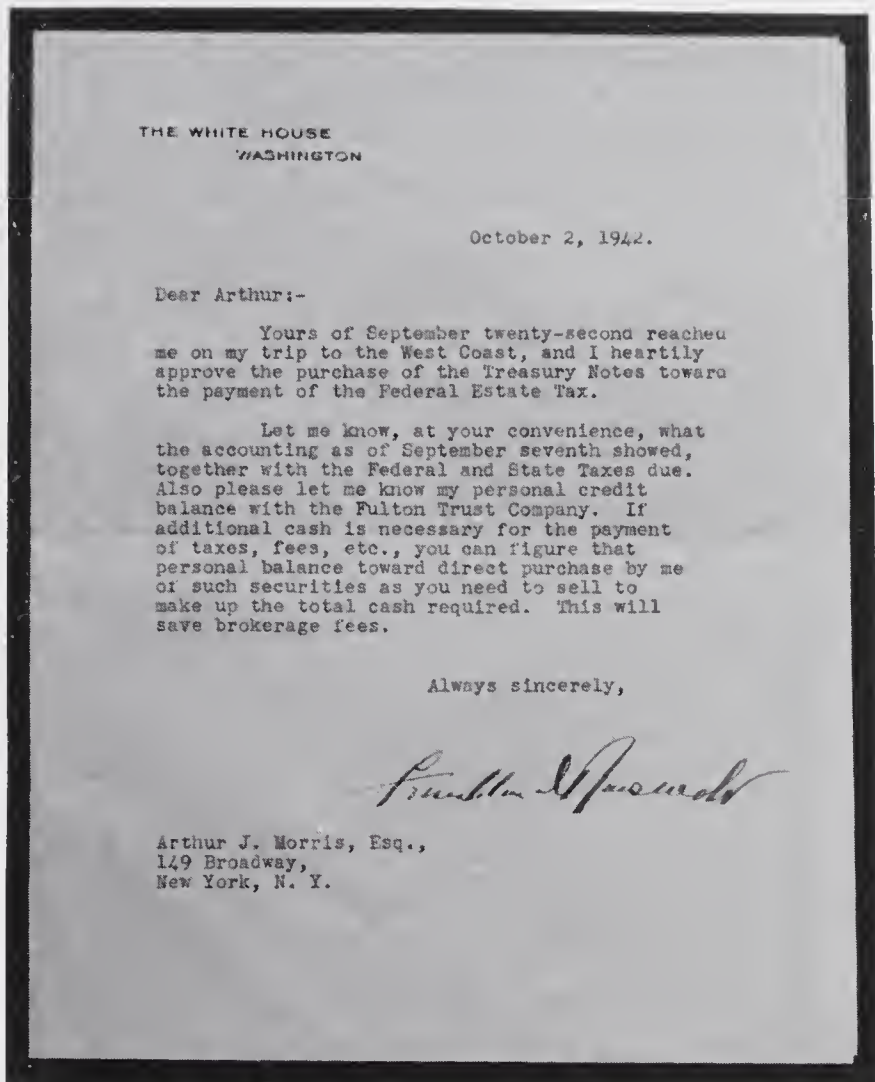 THE WHITE HOUSE
WASHINGTON
October 2, 1942.
Dear Arthur:-
Yours of September twenty-second reached
me on my trip to the West Coast, and I heartily
approve the purchase of the Treasury Notes toward
the payment of the Federal Estate Tax.
Let me know, at your convenience, what
the accounting as of September seventh showed,
together with the Federal and State Taxes due.
Also please let me know my personal credit
balance with the Fulton Trust Company. If
additional cash is necessary for the payment
of taxes, fees, etc., you can figure that
personal balance toward direct purchase by me
of such securities as you need to sell to
make up the total cash required. This will
save brokerage fees.
Always sincerely,
Franklin D Roosevelt
Arthur J. Morris, Esq.,
149 Broadway,
New York, N. Y.